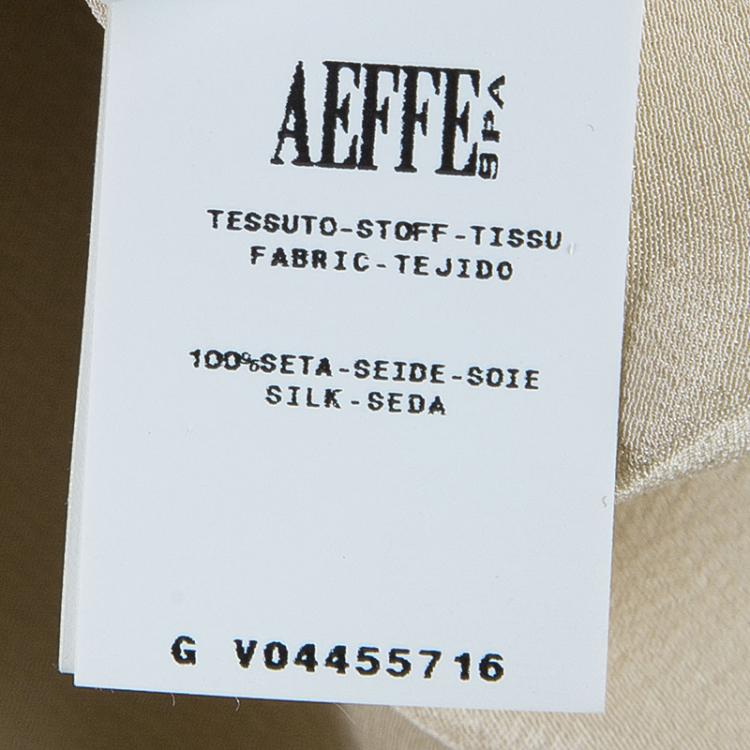 AEFFE SPA
TESSUTO-STOFF-TISSU
FABRIC-TEJIDO
100%SETA-SEIDE-SOIE
SILK-SEDA
G V04455716